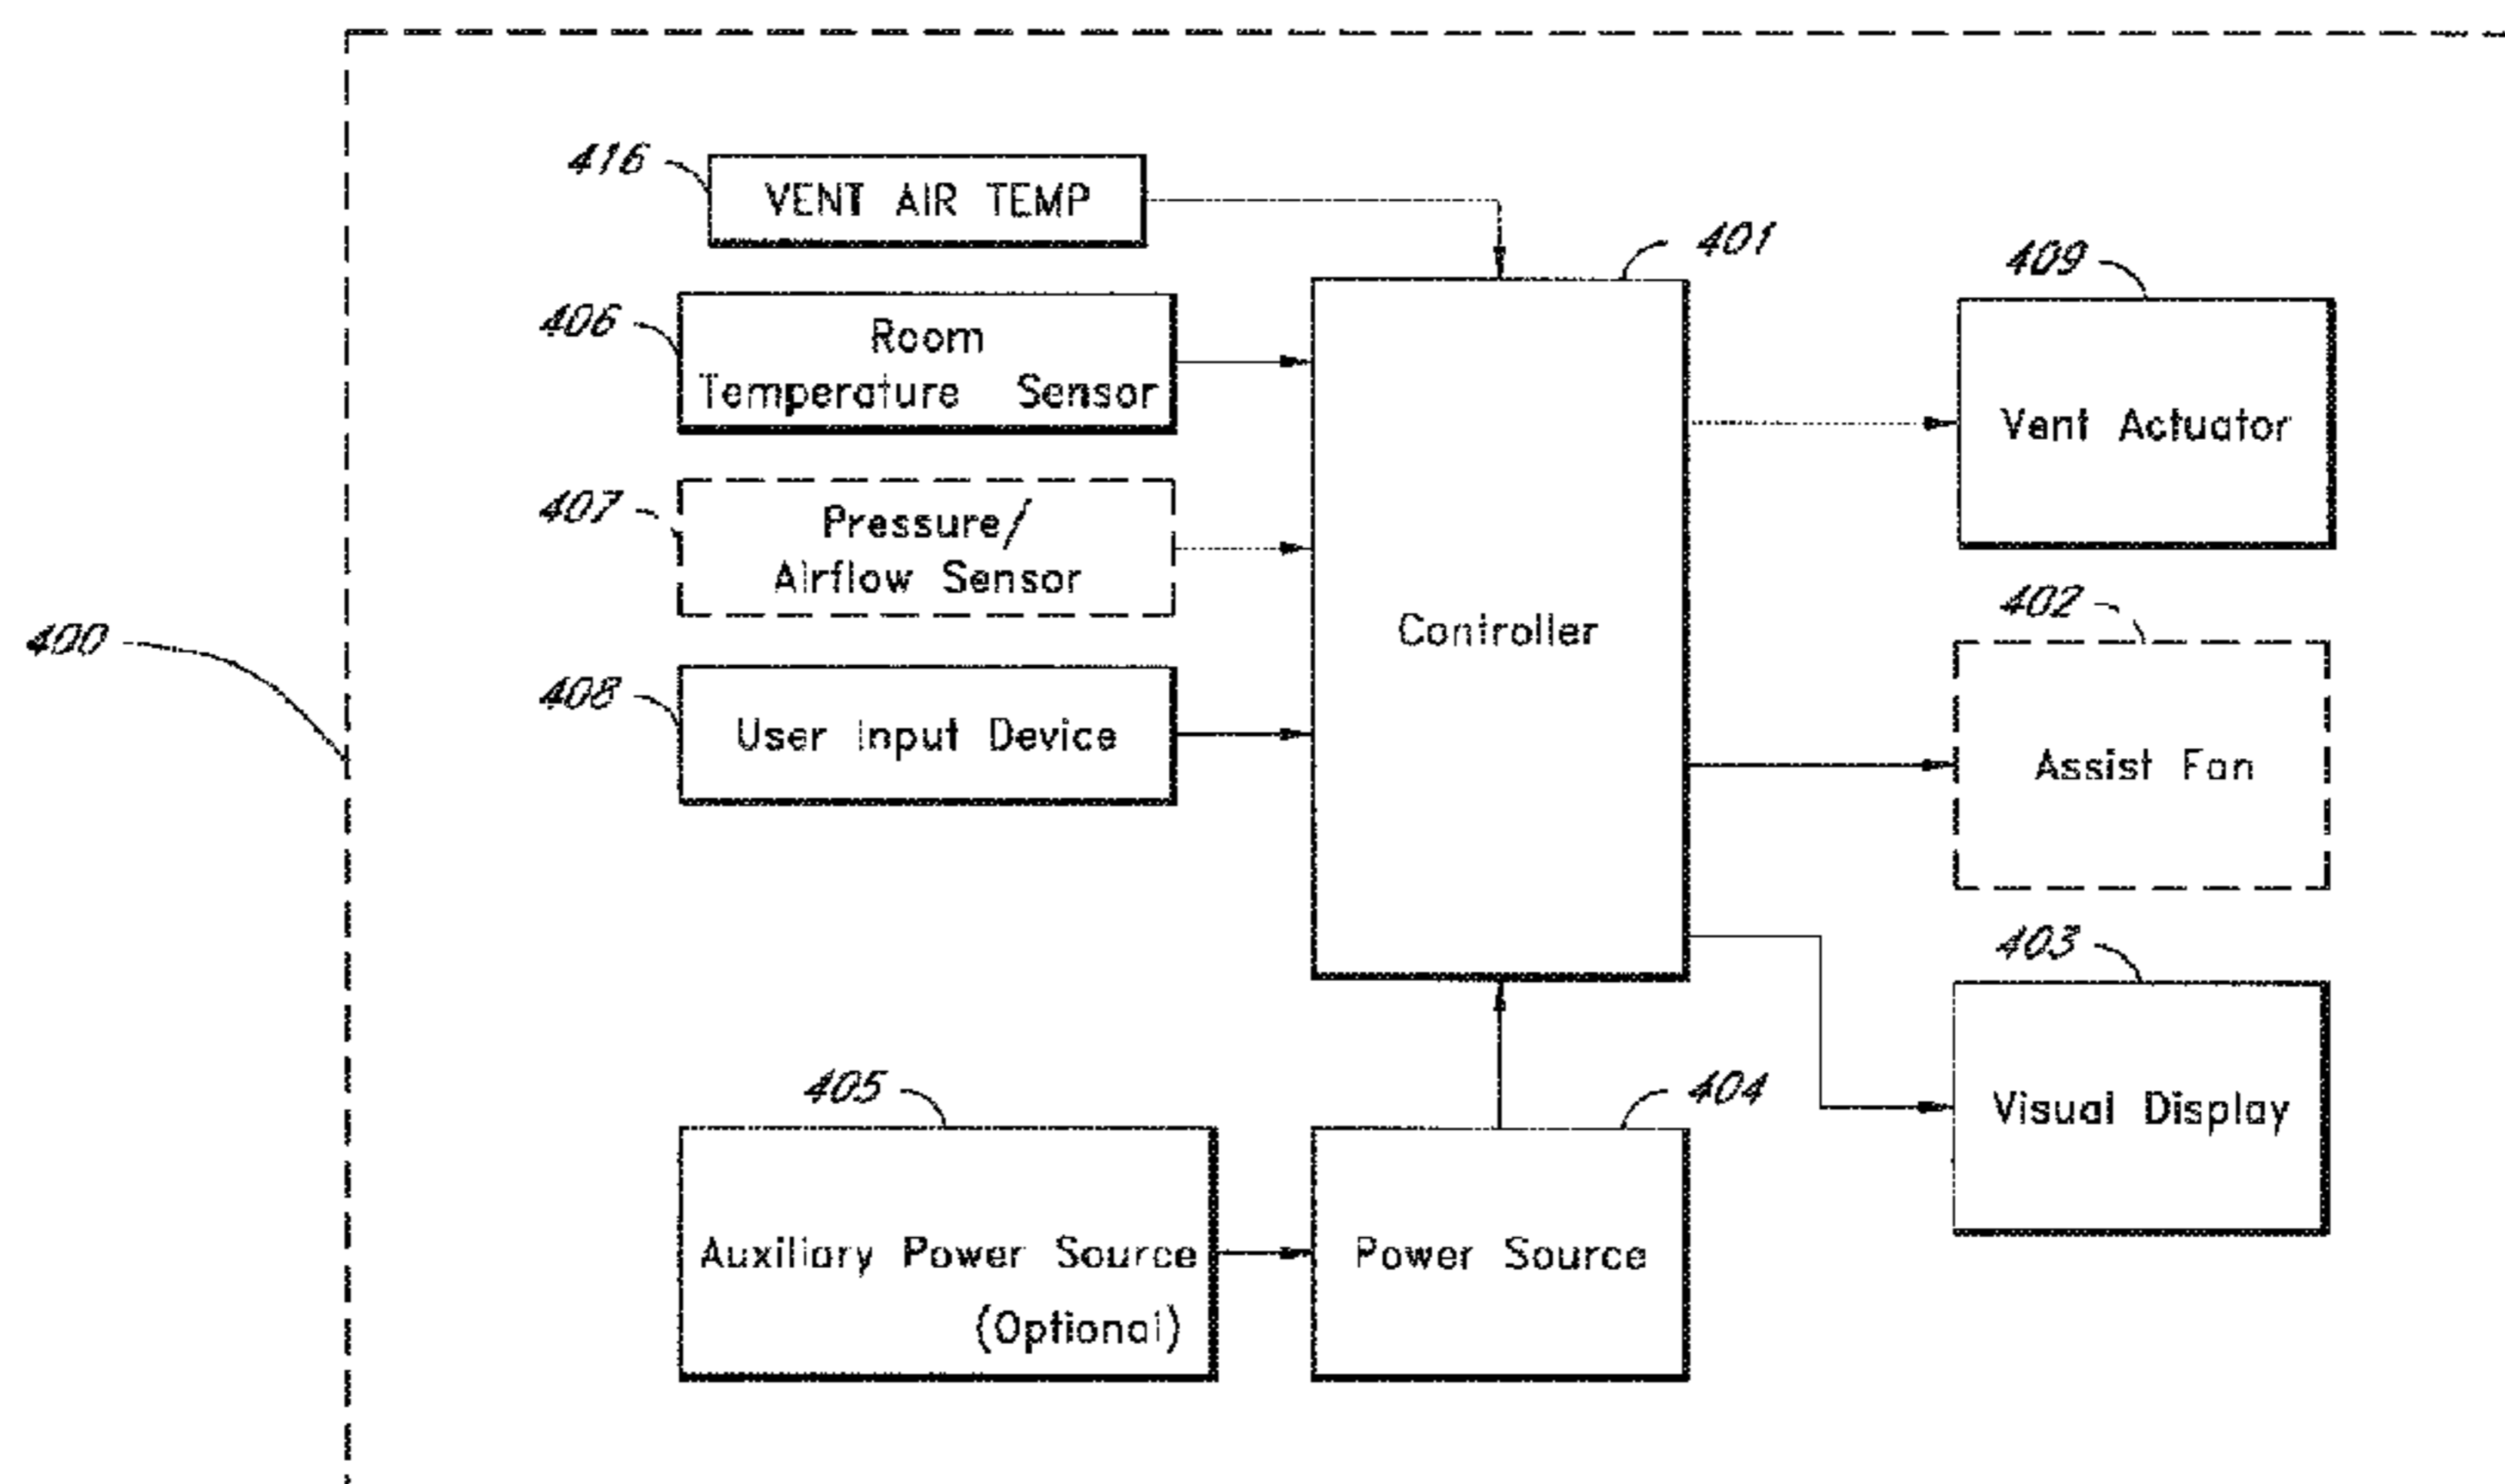 416
VENT AIR TEMP
401
409
406
Room
Temperature Sensor
Vent Actuator
407
Pressure/
Airflow Sensor
402
400
Controller
408
User Input Device
Assist Fan
403
405
404
Visual Display
Auxiliary Power Source
(Optional)
Power Source